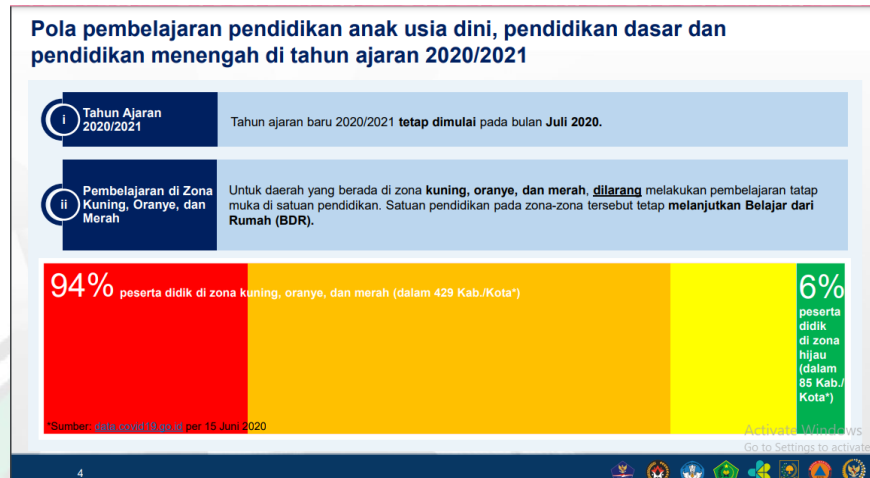 Pola pembelajaran pendidikan anak usia dini, pendidikan dasar dan
pendidikan menengah di tahun ajaran 2020/2021
i
Tahun Ajaran
2020/2021
Tahun ajaran baru 2020/2021 tetap dimulai pada bulan Juli 2020.
ii
Pembelajaran di Zona
Kuning, Oranye, dan
Merah
Untuk daerah yang berada di zona kuning, oranye, dan merah, dilarang melakukan pembelajaran tatap
muka di satuan pendidikan. Satuan pendidikan pada zona-zona tersebut tetap melanjutkan Belajar dari
Rumah (BDR).
94% peserta didik di zona kuning, oranye, dan merah (dalam 429 Kab./Kota*)
6%
peserta
didik
di zona
hijau
(dalam
85 Kab./
Kota*)
*Sumber: data.covid19.go.id per 15 Juni 2020
Activate Windows
Go to Settings to activate
4